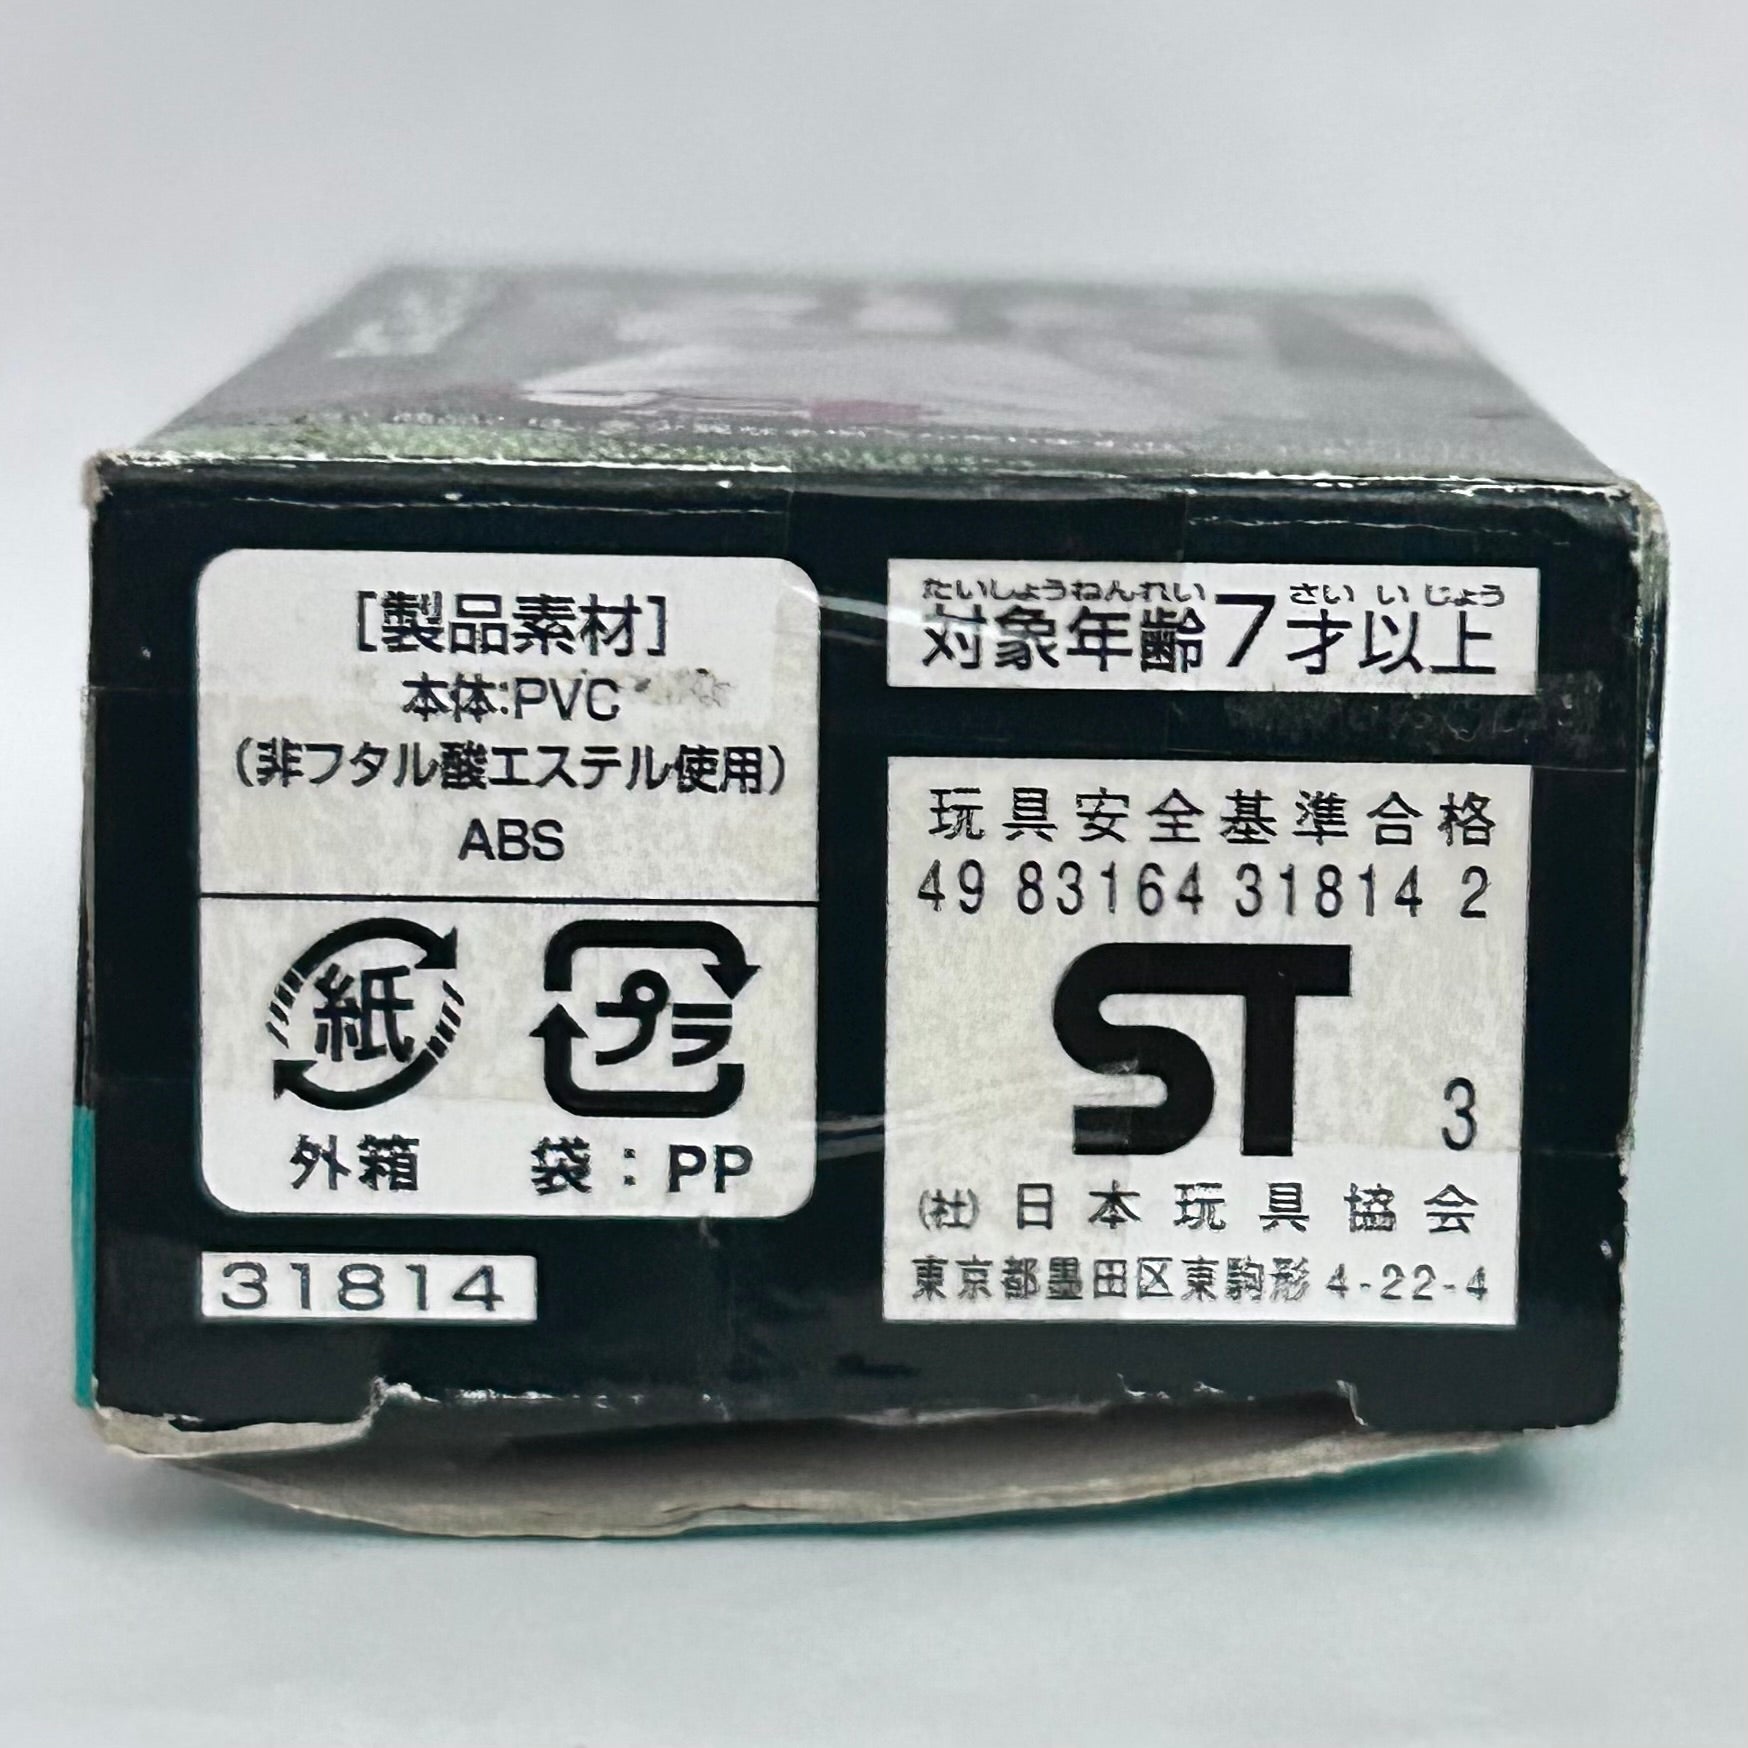 [製品素材]
本体:PVC
(非フタル酸エステル使用)
ABS
紙
プラ
外箱
袋:PP
31814
たいしょうねんれい さい いじょう
対象年齢7才以上
玩具安全基準合格
49 83164 31814 2
ST
3
(社)日本玩具協会
東京都墨田区東駒形4-22-4